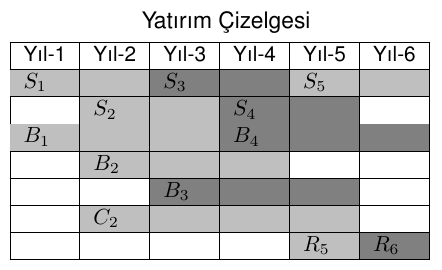 Yatırım Çizelgesi
Yıl-1 Yıl-2 Yıl-3 Yıl-4 Yıl-5 Yıl-6
S₁ S₃ S₅
S₂ S₄
B₁ B₄
B₂
B₃
C₂
R₅ R₆